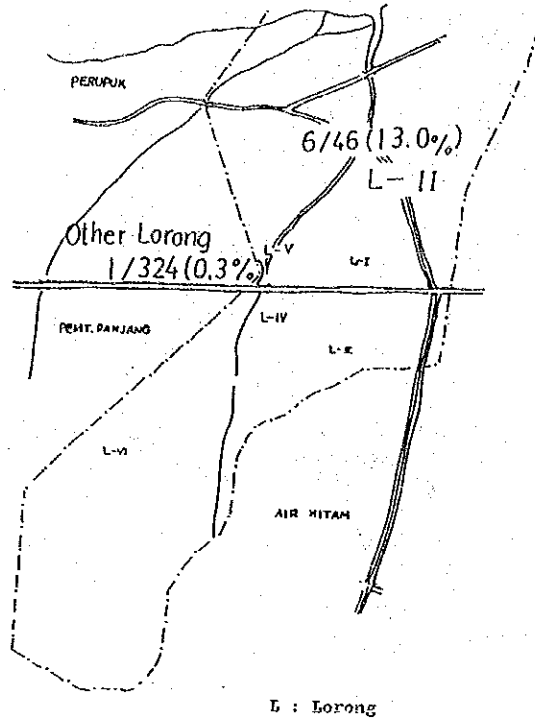 PERUPUK
6/46 (13.0%)
L-II
Other Lorong
1/324 (0.3%)
L-V
L-I
PEMT. PANJANG
L-IV
L-VI
AIR HITAM
L : Lorong